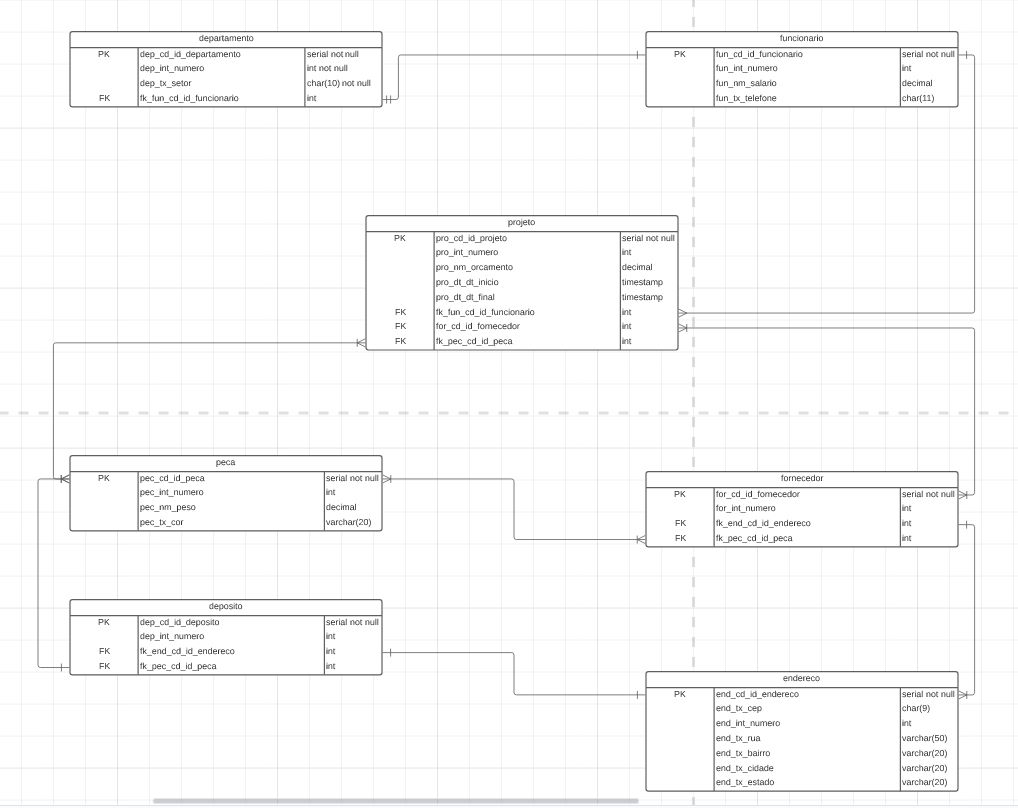 departamento
PK dep_cd_id_departamento serial not null
dep_int_numero int not null
dep_tx_setor char(10) not null
FK fk_fun_cd_id_funcionario int
funcionario
PK fun_cd_id_funcionario serial not null
fun_int_numero int
fun_nm_salario decimal
fun_tx_telefone char(11)
projeto
PK pro_cd_id_projeto serial not null
pro_int_numero int
pro_nm_orcamento decimal
pro_dt_dt_inicio timestamp
pro_dt_dt_final timestamp
FK fk_fun_cd_id_funcionario int
FK for_cd_id_fornecedor int
FK fk_pec_cd_id_peca int
peca
PK pec_cd_id_peca serial not null
pec_int_numero int
pec_nm_peso decimal
pec_tx_cor varchar(20)
fornecedor
PK for_cd_id_fornecedor serial not null
for_int_numero int
FK fk_end_cd_id_endereco int
FK fk_pec_cd_id_peca int
deposito
PK dep_cd_id_deposito serial not null
dep_int_numero int
FK fk_end_cd_id_endereco int
FK fk_pec_cd_id_peca int
endereco
PK end_cd_id_endereco serial not null
end_tx_cep char(9)
end_int_numero int
end_tx_rua varchar(50)
end_tx_bairro varchar(20)
end_tx_cidade varchar(20)
end_tx_estado varchar(20)